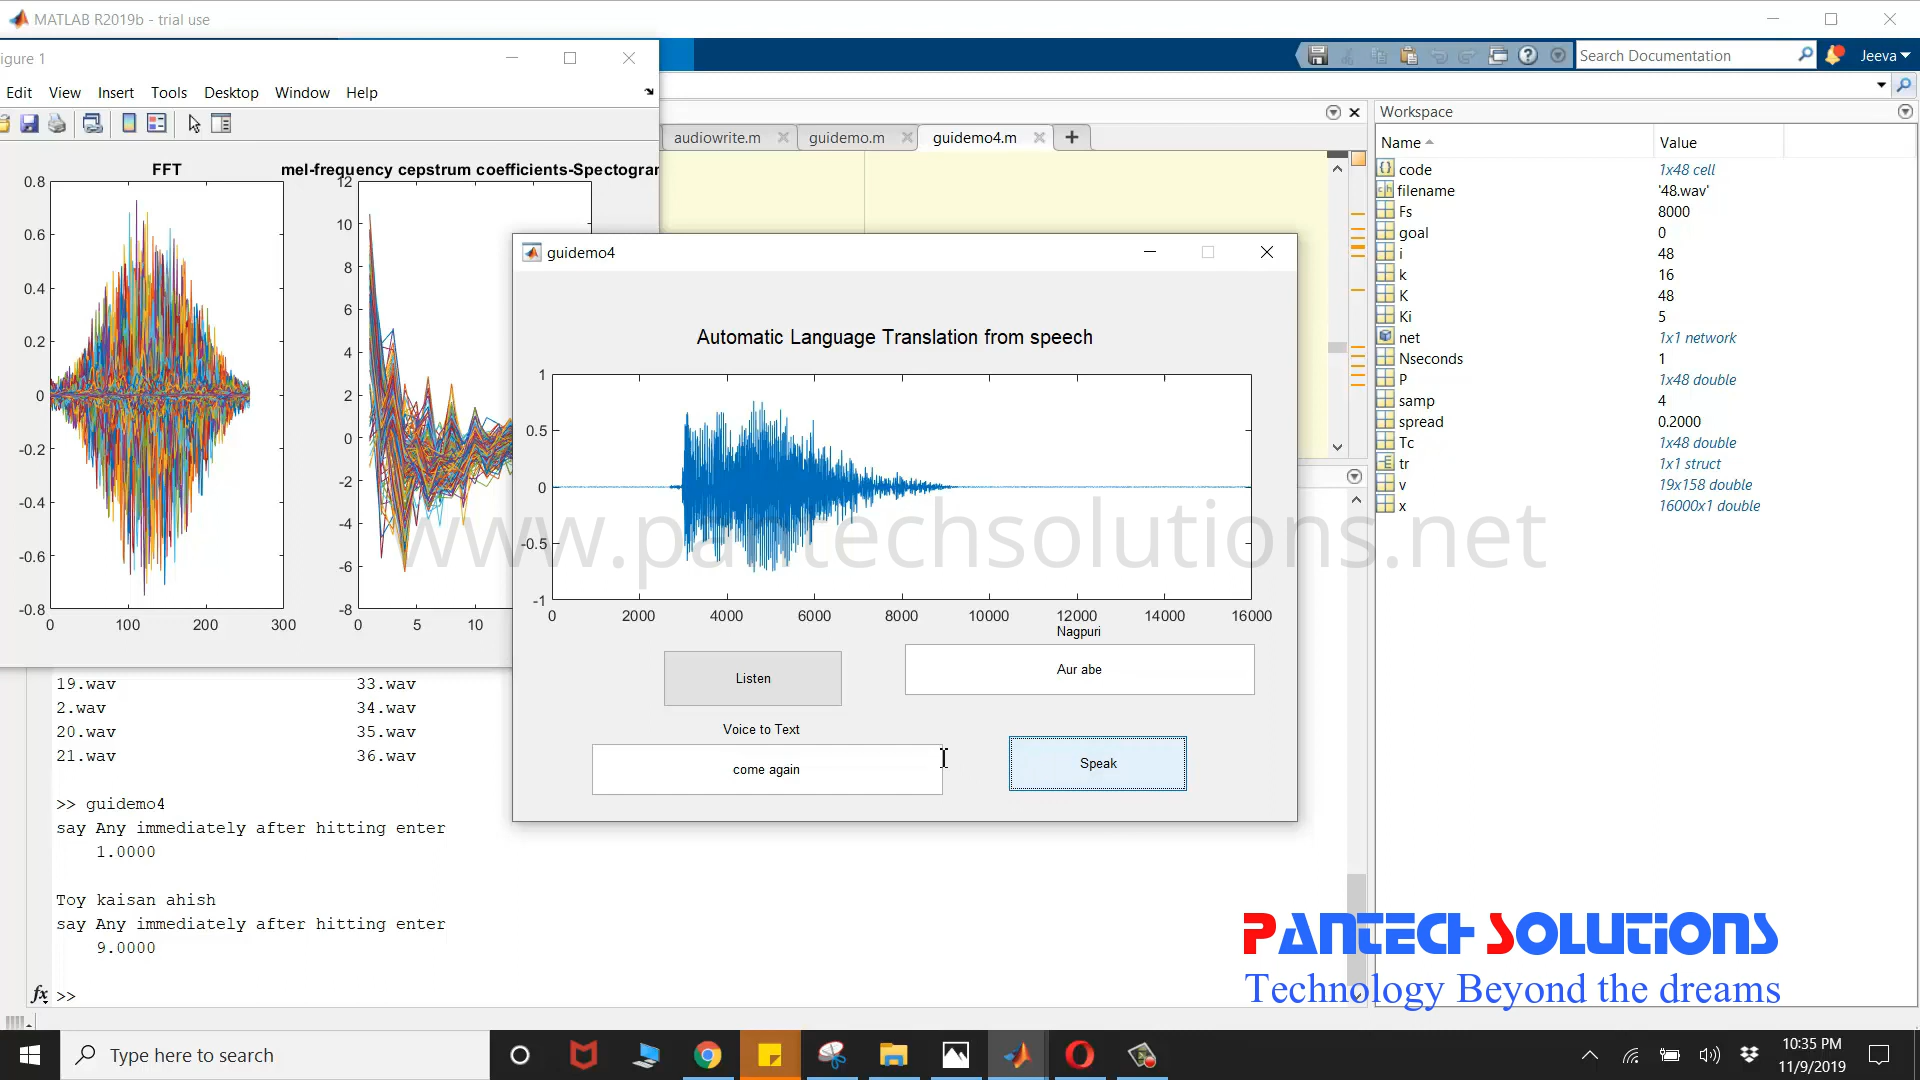 MATLAB R2019b - trial use
igure 1
Edit View Insert Tools Desktop Window Help
Search Documentation
Jeeva
audiowrite.m
guidemo.m
guidemo4.m
FFT
0.8
0.6
0.4
0.2
0
-0.2
-0.4
-0.6
-0.8
0 100 200 300
mel-frequency cepstrum coefficients-Spectogra
12
10
8
6
4
2
0
-2
-4
-6
-8
0 5 10
guidemo4
Automatic Language Translation from speech
1
0.5
0
-0.5
-1
0 2000 4000 6000 8000 10000 12000 14000 16000
Nagpuri
Aur abe
Listen
Voice to Text
come again
Speak
www.pantechsolutions.net
Workspace
Name Value
code 1x48 cell
filename '48.wav'
Fs 8000
goal 0
i 48
k 16
K 48
Ki 5
net 1x1 network
Nseconds 1
P 1x48 double
samp 4
spread 0.2000
Tc 1x48 double
tr 1x1 struct
v 19x158 double
x 16000x1 double
19.wav 33.wav
2.wav 34.wav
20.wav 35.wav
21.wav 36.wav
>> guidemo4
say Any immediately after hitting enter
1.0000
Toy kaisan ahish
say Any immediately after hitting enter
9.0000
fx >>
PANTECH SOLUTIONS
Technology Beyond the dreams
Type here to search
10:35 PM
11/9/2019